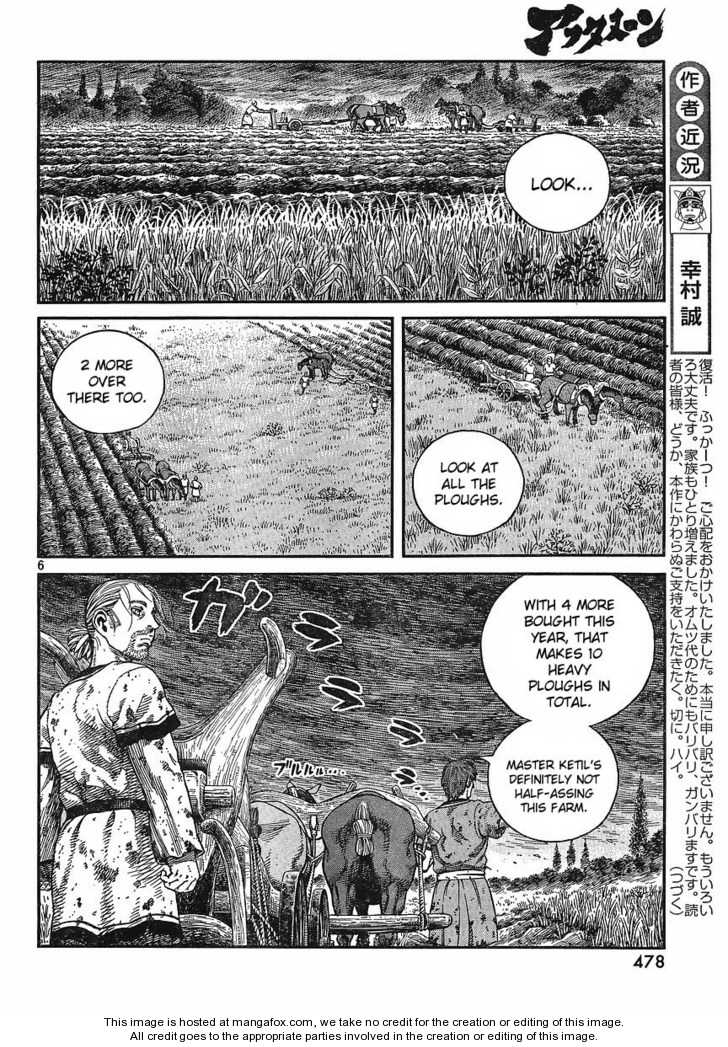 アフタヌーン
作者近況
幸村誠
復活!ふっかーつ!ご心配をおかけいたしました。本当に申し訳ございません。もういろい
ろ大丈夫です。家族もひとり増えました。オムツ代のためにもバリバリ、ガンバリますです。読
者の皆様、どうか、本作にかわらぬご支持をいただきたく。切に。ハイ。
(つづく)
LOOK...
LOOK AT
ALL THE
PLOUGHS.
2 MORE
OVER
THERE TOO.
6
WITH 4 MORE
BOUGHT THIS
YEAR, THAT
MAKES 10
HEAVY
PLOUGHS IN
TOTAL.
MASTER KETIL'S
DEFINITELY NOT
HALF-ASSING
THIS FARM.
ガラ
ブルルル...
478
This image is hosted at mangafox.com, we take no credit for the creation or editing of this image.
All credit goes to the appropriate parties involved in the creation or editing of this image.